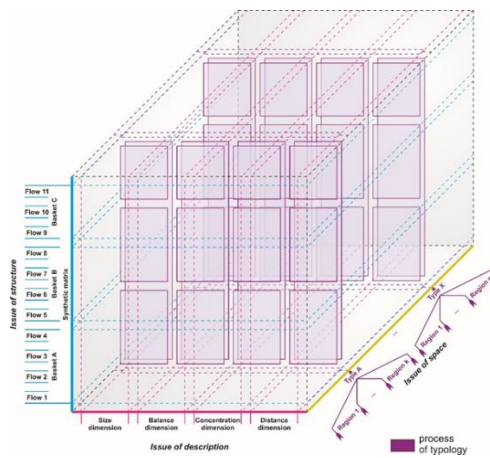 Issue of structure
Flow 11
Flow 10
Flow 9
Flow 8
Flow 7
Flow 6
Flow 5
Flow 4
Flow 3
Flow 2
Flow 1
Basket C
Basket B
Basket A
Synthetic matrix
Size dimension
Balance dimension
Concentration dimension
Distance dimension
Issue of description
Type A
Region 1
...
Region k
Type X
Region 1
...
Region
Issue of space
process
of typology